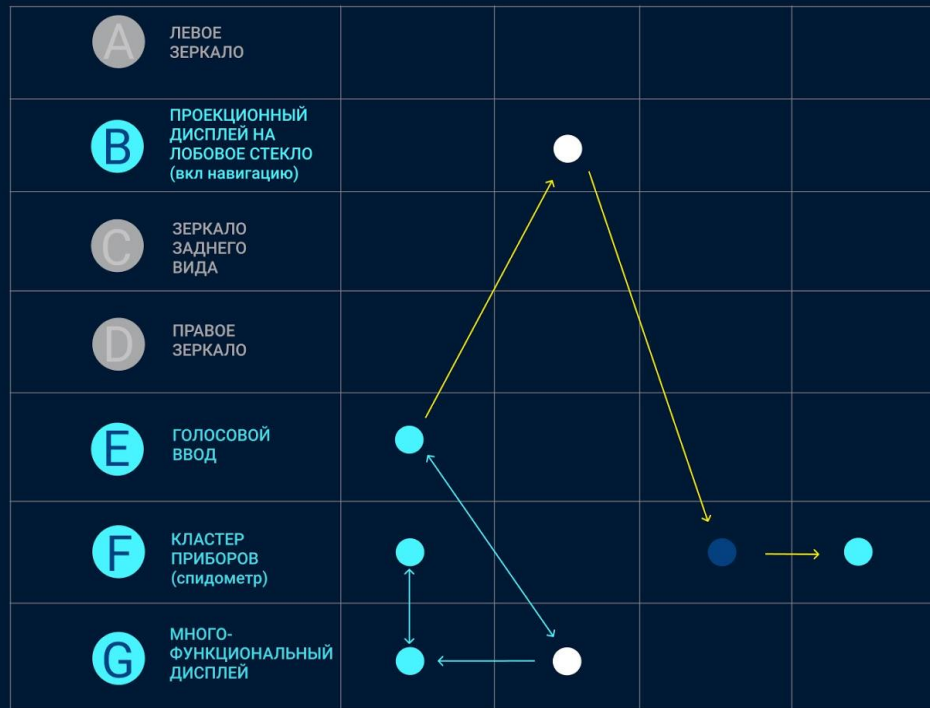 A
ЛЕВОЕ
ЗЕРКАЛО
B
ПРОЕКЦИОННЫЙ
ДИСПЛЕЙ НА
ЛОБОВОЕ СТЕКЛО
(вкл навигацию)
C
ЗЕРКАЛО
ЗАДНЕГО
ВИДА
D
ПРАВОЕ
ЗЕРКАЛО
E
ГОЛОСОВОЙ
ВВОД
F
КЛАСТЕР
ПРИБОРОВ
(спидометр)
G
МНОГО-
ФУНКЦИОНАЛЬНЫЙ
ДИСПЛЕЙ